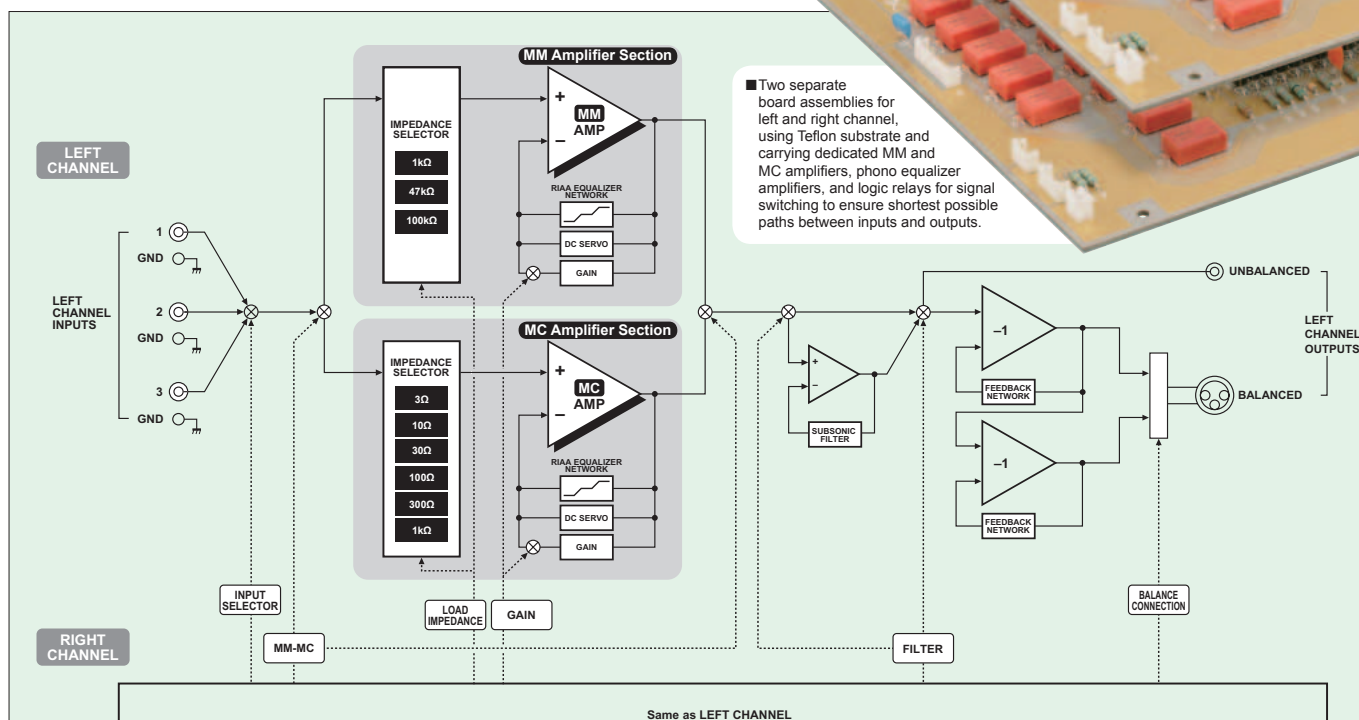 MM Amplifier Section
IMPEDANCE
SELECTOR
1kΩ
47kΩ
100kΩ
+
MM
AMP
−
RIAA EQUALIZER
NETWORK
DC SERVO
GAIN
■Two separate
board assemblies for
left and right channel,
using Teflon substrate and
carrying dedicated MM and
MC amplifiers, phono equalizer
amplifiers, and logic relays for signal
switching to ensure shortest possible
paths between inputs and outputs.
LEFT
CHANNEL
LEFT
CHANNEL
INPUTS
1
GND
2
GND
3
GND
MC Amplifier Section
IMPEDANCE
SELECTOR
3Ω
10Ω
30Ω
100Ω
300Ω
1kΩ
+
MC
AMP
−
RIAA EQUALIZER
NETWORK
DC SERVO
GAIN
+
−
SUBSONIC
FILTER
–1
FEEDBACK
NETWORK
–1
FEEDBACK
NETWORK
UNBALANCED
LEFT
CHANNEL
OUTPUTS
BALANCED
INPUT
SELECTOR
LOAD
IMPEDANCE
GAIN
BALANCE
CONNECTION
RIGHT
CHANNEL
MM-MC
FILTER
Same as LEFT CHANNEL